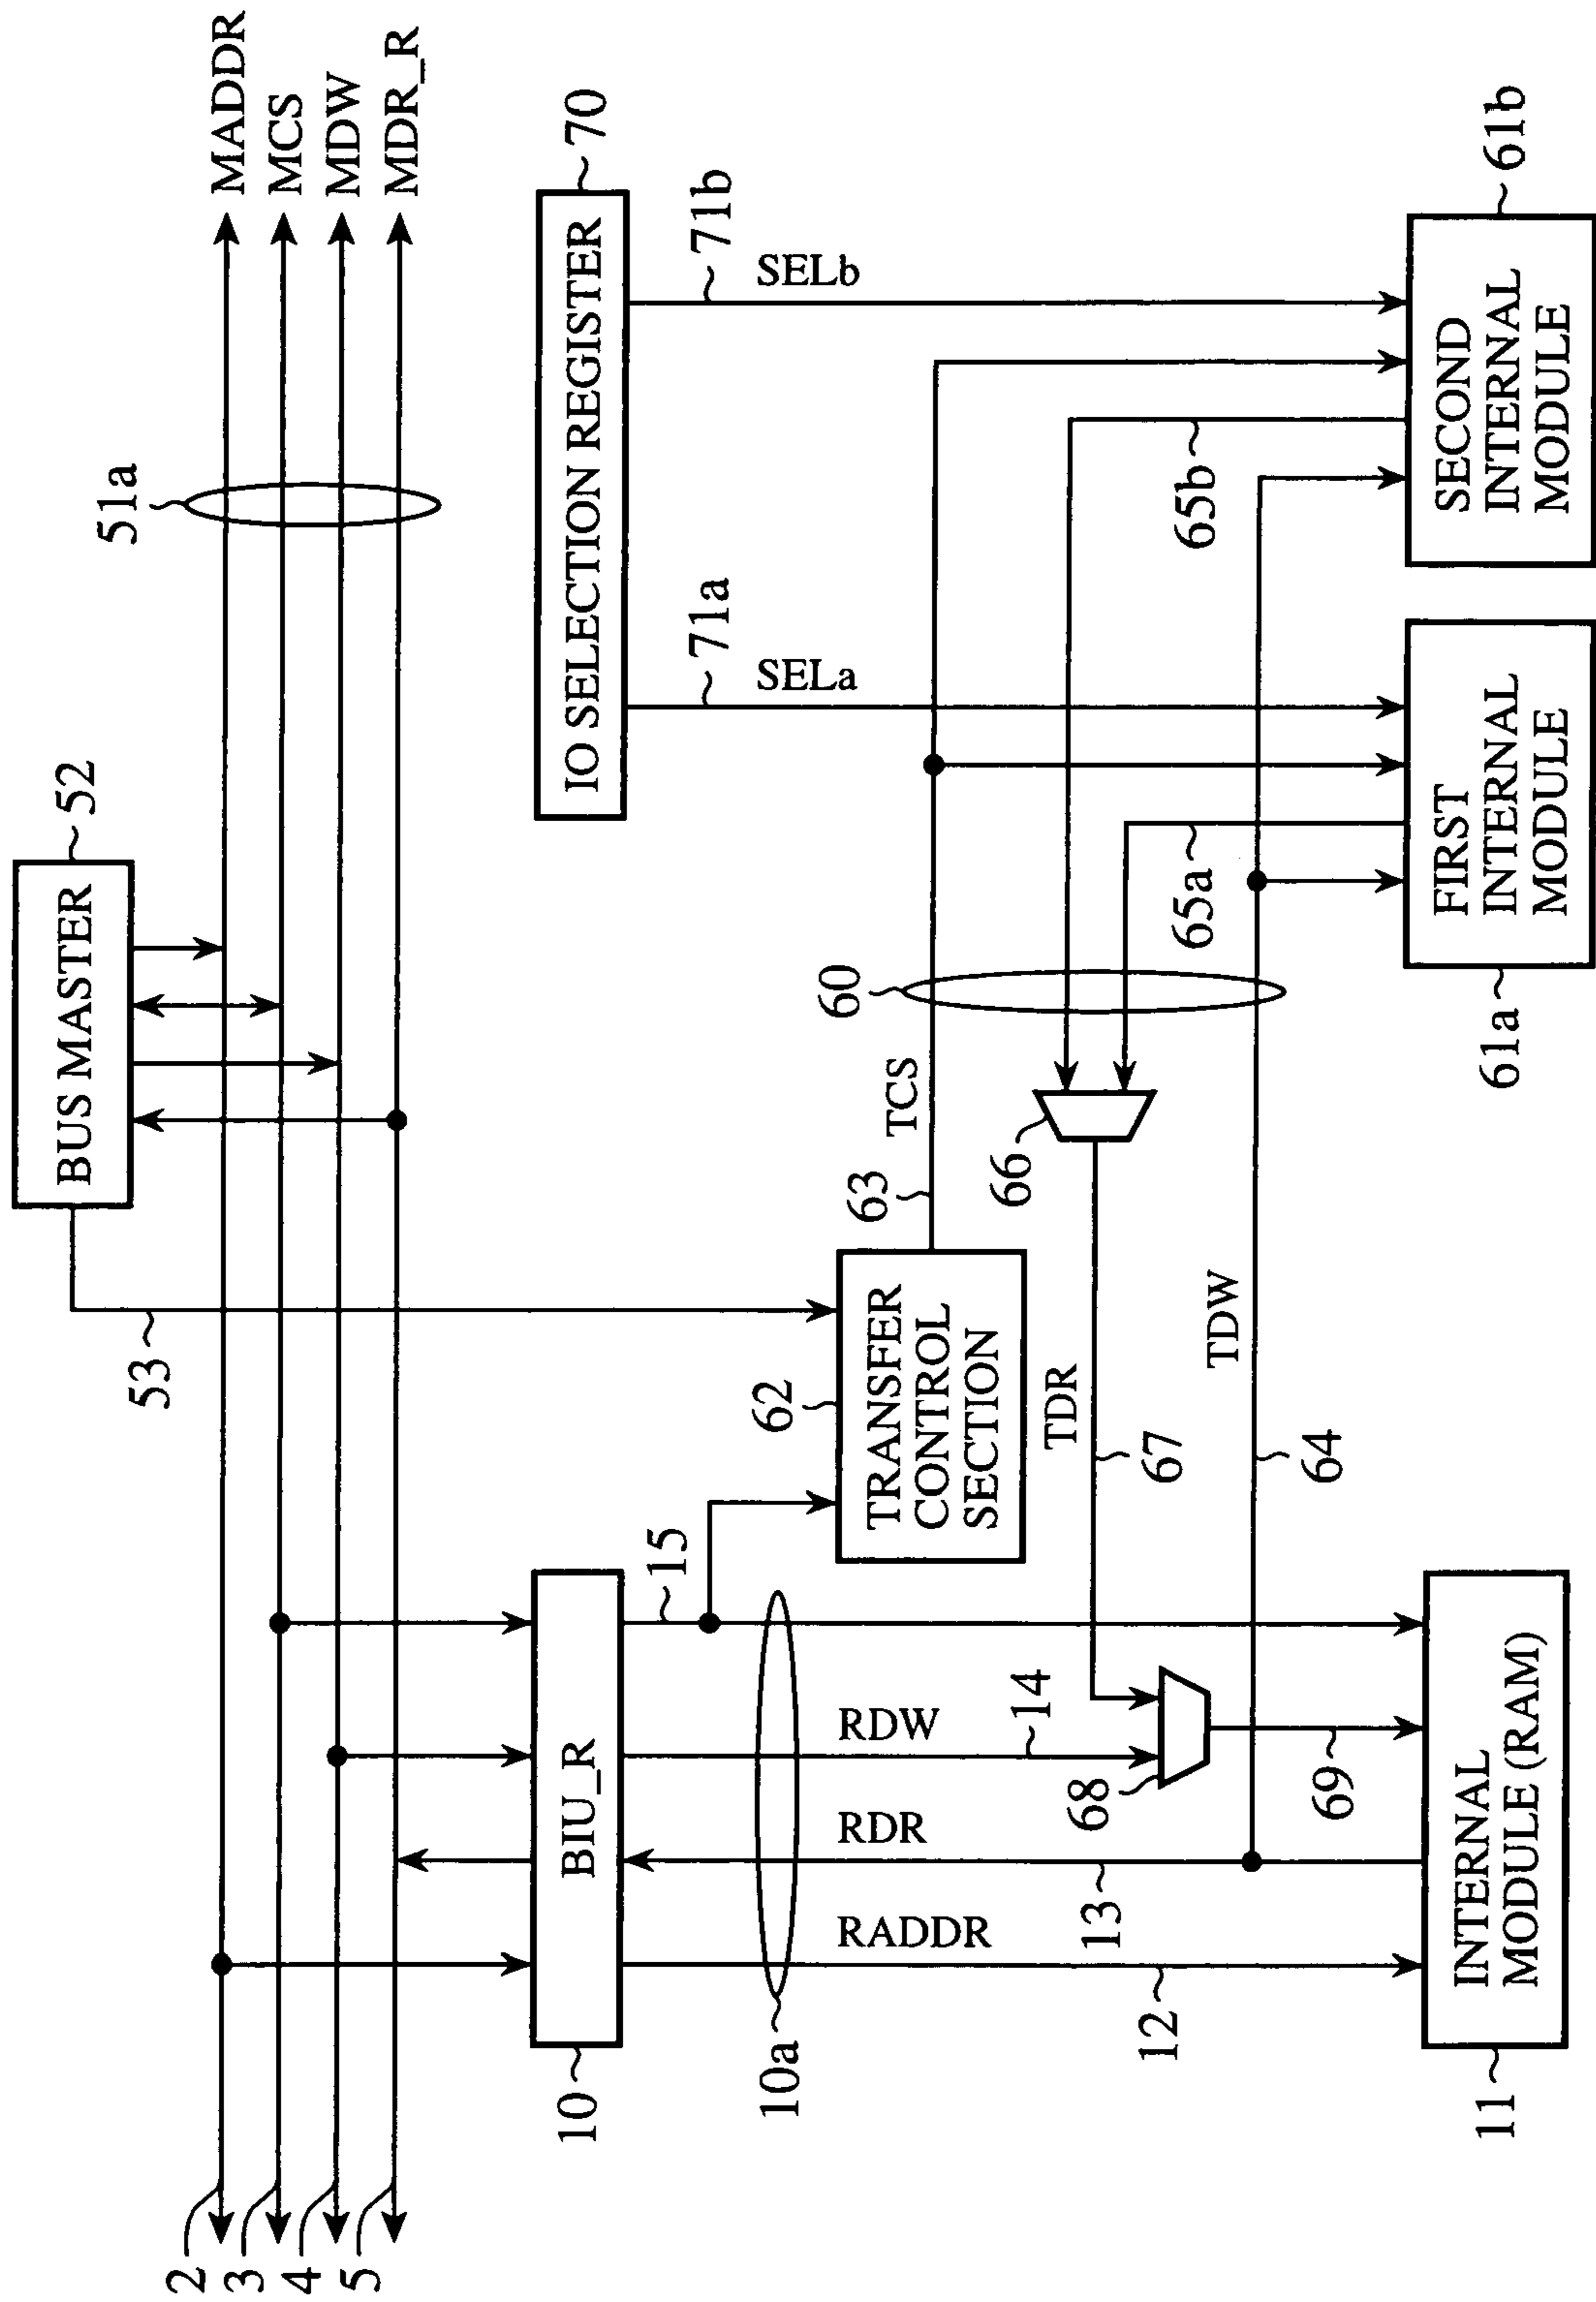 MADDR
MCS
MDW
MDR_R
51a
70
IO SELECTION REGISTER
71b
SELb
71a
SELa
61b
SECOND
INTERNAL
MODULE
65b
52
BUS MASTER
53
60
65a
FIRST
INTERNAL
MODULE
61a
TCS
63
66
62
TRANSFER
CONTROL
SECTION
TDR
67
TDW
64
15
BIU_R
10
10a
RDW
14
RDR
13
RADDR
12
68
69
INTERNAL
MODULE (RAM)
11
2
3
4
5